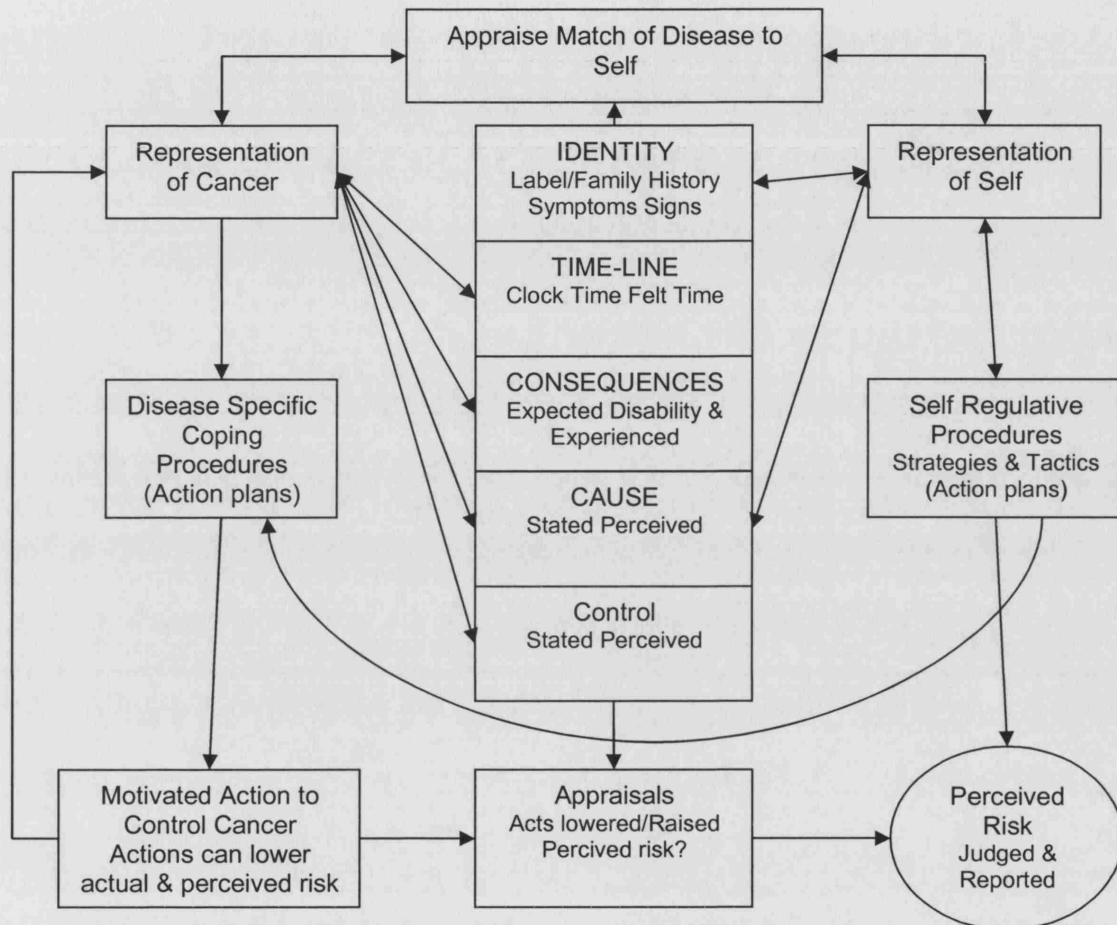 Appraise Match of Disease to
Self
Representation
of Cancer
IDENTITY
Label/Family History
Symptoms Signs
Representation
of Self
TIME-LINE
Clock Time Felt Time
CONSEQUENCES
Expected Disability &
Experienced
Disease Specific
Coping
Procedures
(Action plans)
Self Regulative
Procedures
Strategies & Tactics
(Action plans)
CAUSE
Stated Perceived
Control
Stated Perceived
Motivated Action to
Control Cancer
Actions can lower
actual & perceived risk
Appraisals
Acts lowered/Raised
Percived risk?
Perceived
Risk
Judged &
Reported